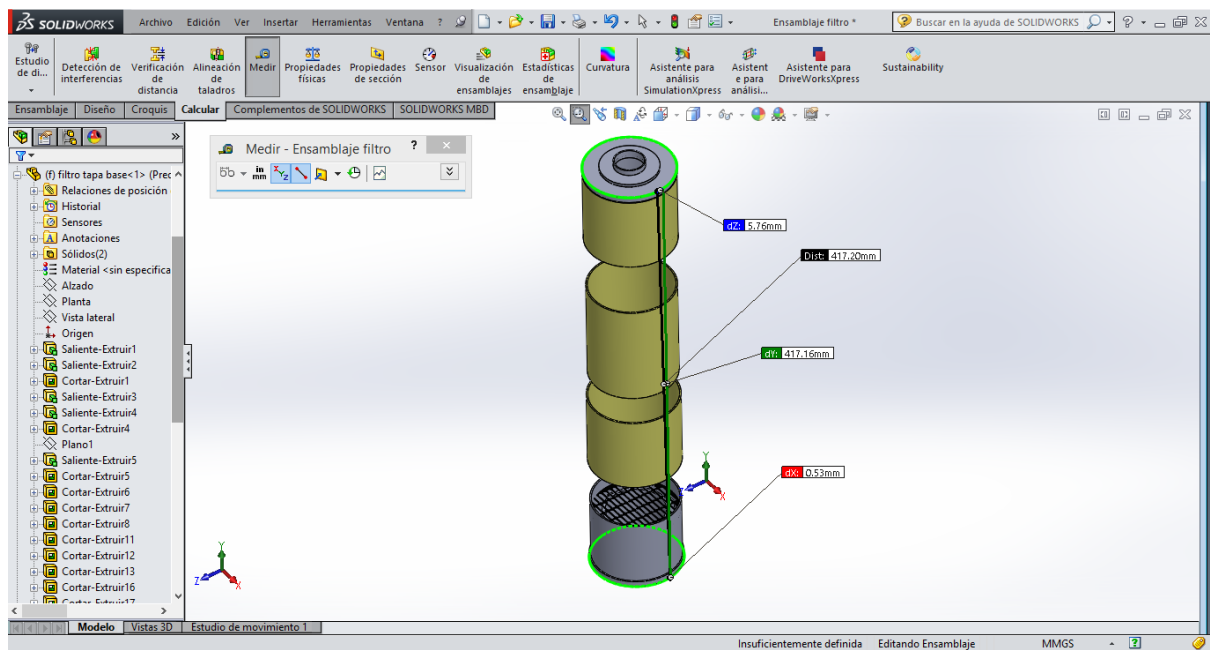 SOLIDWORKS Archivo Edición Ver Insertar Herramientas Ventana ? Ensamblaje filtro * Buscar en la ayuda de SOLIDWORKS ?
Estudio de di...
Detección de interferencias
Verificación de distancia
Alineación de taladros
Medir
Propiedades físicas
Propiedades de sección
Sensor
Visualización de ensamblajes
Estadísticas de ensamblaje
Curvatura
Asistente para análisis SimulationXpress
Asistent e para análisi...
Asistente para DriveWorksXpress
Sustainability
Ensamblaje Diseño Croquis Calcular Complementos de SOLIDWORKS SOLIDWORKS MBD
Medir - Ensamblaje filtro ?
in
mm
XYZ
(f) filtro tapa base<1> (Prec
Relaciones de posición
Historial
Sensores
Anotaciones
Sólidos(2)
Material <sin especifica
Alzado
Planta
Vista lateral
Origen
Saliente-Extruir1
Saliente-Extruir2
Cortar-Extruir1
Saliente-Extruir3
Saliente-Extruir4
Cortar-Extruir4
Plano1
Saliente-Extruir5
Cortar-Extruir5
Cortar-Extruir6
Cortar-Extruir7
Cortar-Extruir8
Cortar-Extruir11
Cortar-Extruir12
Cortar-Extruir13
Cortar-Extruir16
Cortar-Extruir17
dZ: 5.76mm
Dist: 417.20mm
dY: 417.16mm
dX: 0.53mm
Y
X
Y
Z
X
Modelo Vistas 3D Estudio de movimiento 1
Insuficientemente definida Editando Ensamblaje MMGS ?